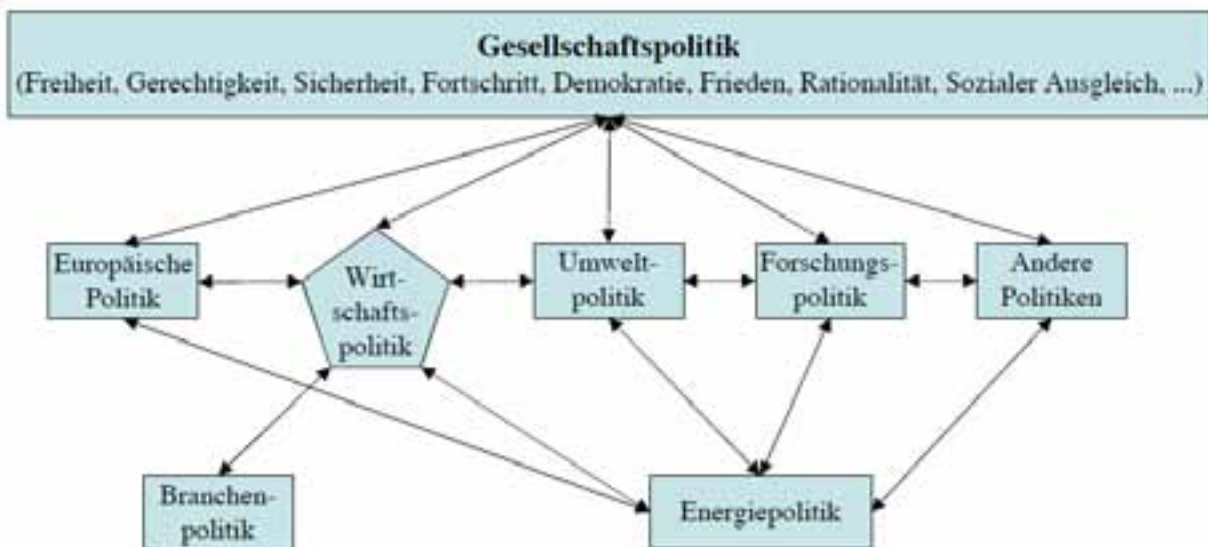 Gesellschaftspolitik
(Freiheit, Gerechtigkeit, Sicherheit, Fortschritt, Demokratie, Frieden, Rationalität, Sozialer Ausgleich, ...)
Europäische
Politik
Wirt-
schafts-
politik
Umwelt-
politik
Forschungs-
politik
Andere
Politiken
Branchen-
politik
Energiepolitik